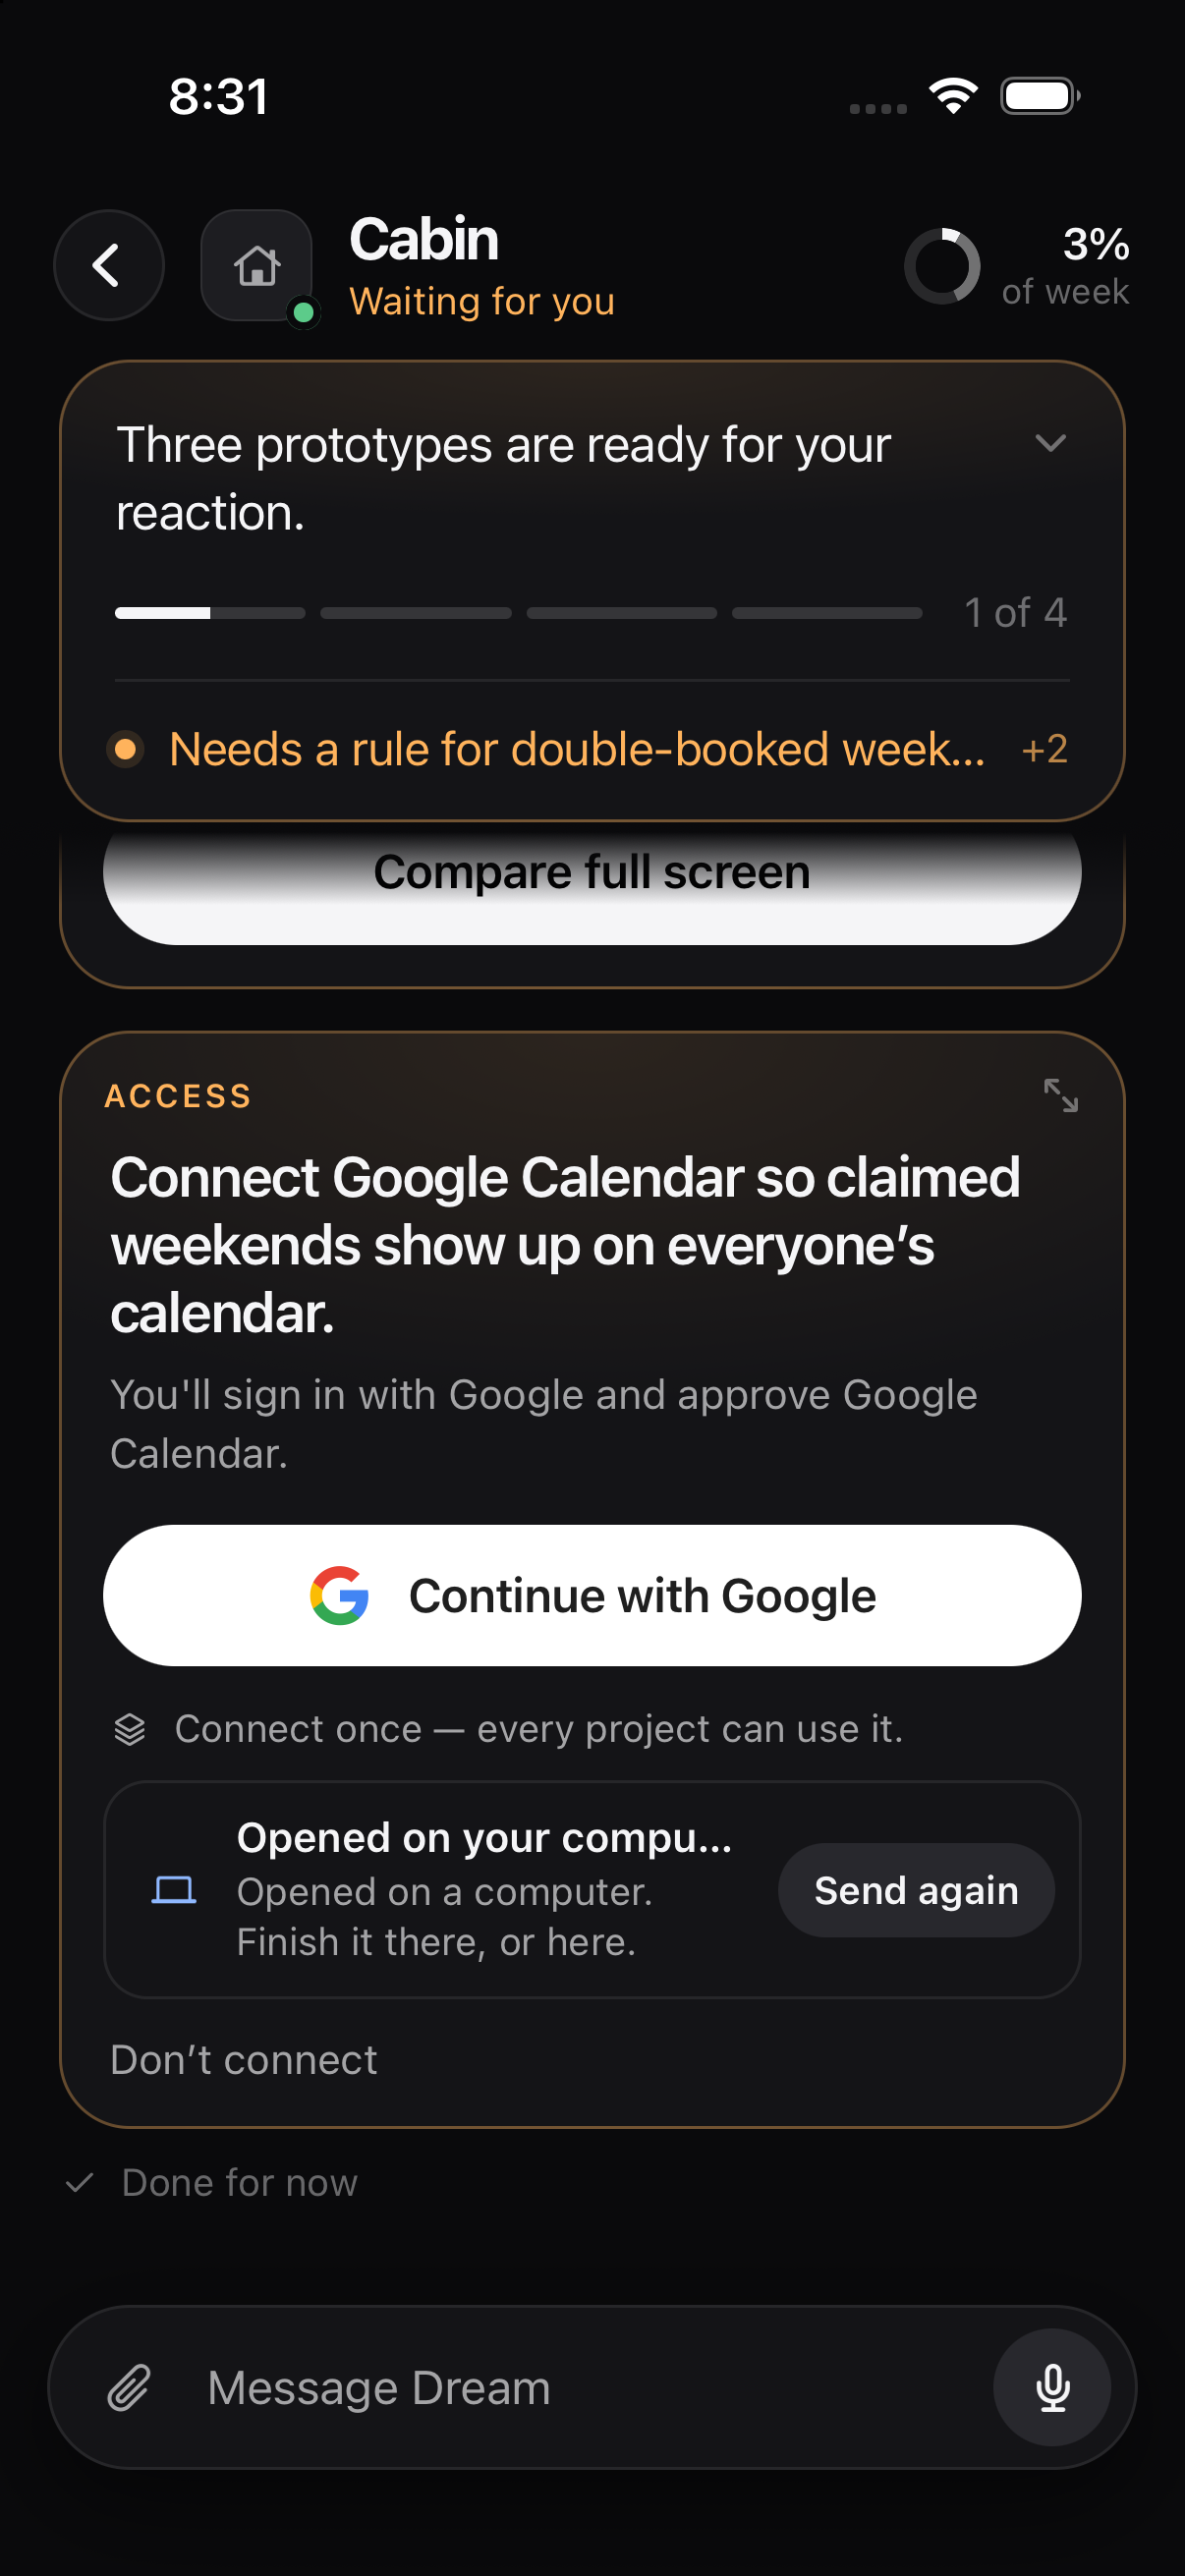 8:31
Cabin
Waiting for you
3%
of week
Three prototypes are ready for your
reaction.
1 of 4
Needs a rule for double-booked week...
+2
Compare full screen
ACCESS
Connect Google Calendar so claimed
weekends show up on everyone’s
calendar.
You'll sign in with Google and approve Google
Calendar.
Continue with Google
Connect once — every project can use it.
Opened on your compu...
Opened on a computer.
Finish it there, or here.
Send again
Don’t connect
Done for now
Message Dream